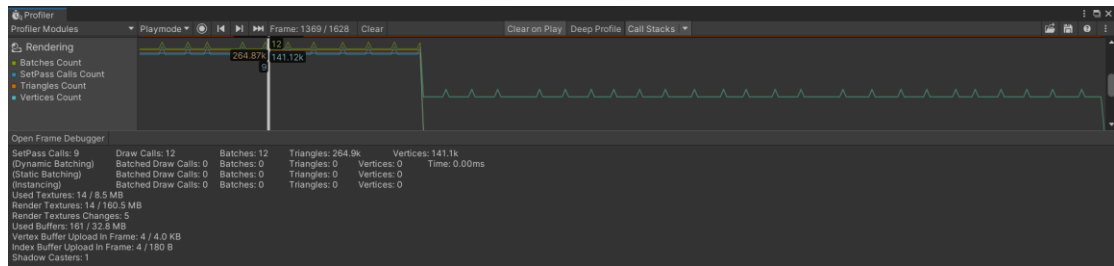 Profiler
Profiler Modules Playmode Frame: 1369 / 1628 Clear Clear on Play Deep Profile Call Stacks
Rendering
Batches Count
SetPass Calls Count
Triangles Count
Vertices Count
12
264.87k 141.12k
9
Open Frame Debugger
SetPass Calls: 9 Draw Calls: 12 Batches: 12 Triangles: 264.9k Vertices: 141.1k
(Dynamic Batching) Batched Draw Calls: 0 Batches: 0 Triangles: 0 Vertices: 0 Time: 0.00ms
(Static Batching) Batched Draw Calls: 0 Batches: 0 Triangles: 0 Vertices: 0
(Instancing) Batched Draw Calls: 0 Batches: 0 Triangles: 0 Vertices: 0
Used Textures: 14 / 8.5 MB
Render Textures: 14 / 160.5 MB
Render Textures Changes: 5
Used Buffers: 161 / 32.8 MB
Vertex Buffer Upload In Frame: 4 / 4.0 KB
Index Buffer Upload In Frame: 4 / 180 B
Shadow Casters: 1